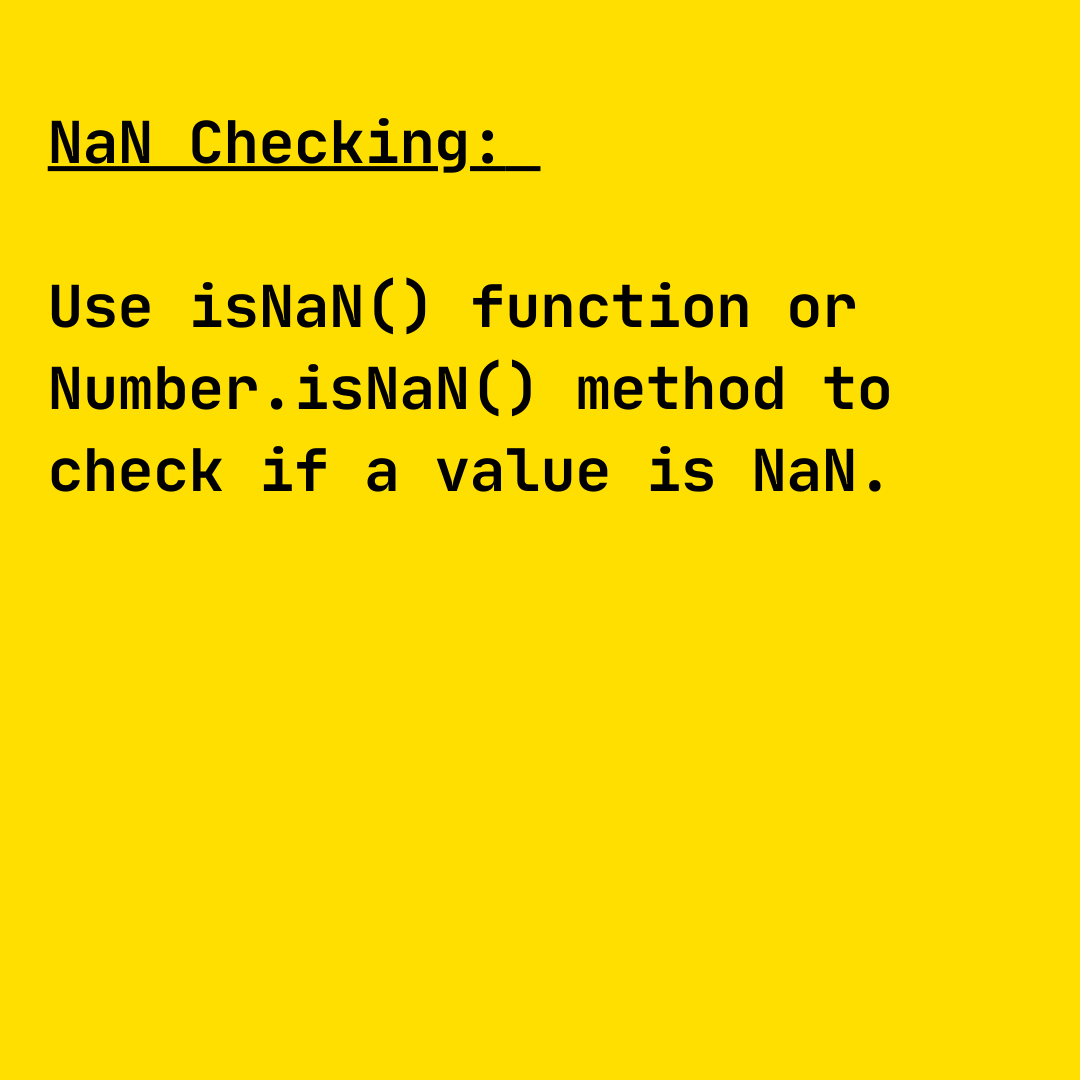 NaN Checking:
Use isNaN() function or
Number.isNaN() method to
check if a value is NaN.